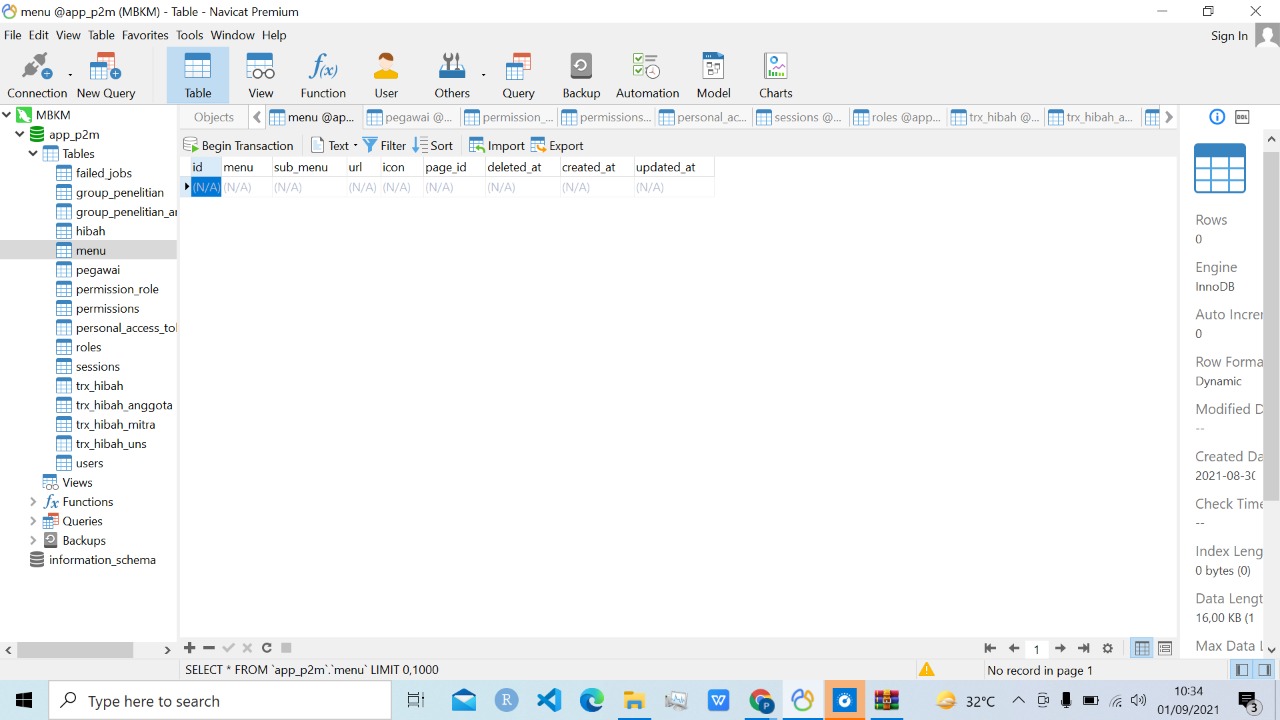 menu @app_p2m (MBKM) - Table - Navicat Premium
File Edit View Table Favorites Tools Window Help
Sign In
Connection New Query Table View Function User Others Query Backup Automation Model Charts
MBKM
app_p2m
Tables
failed_jobs
group_penelitian
group_penelitian_an
hibah
menu
pegawai
permission_role
permissions
personal_access_tol
roles
sessions
trx_hibah
trx_hibah_anggota
trx_hibah_mitra
trx_hibah_uns
users
Views
Functions
Queries
Backups
information_schema
Objects menu @ap... pegawai @... permission_... permissions... personal_ac... sessions @... roles @app... trx_hibah @... trx_hibah_a...
Begin Transaction Text Filter Sort Import Export
id menu sub_menu url icon page_id deleted_at created_at updated_at
(N/A) (N/A) (N/A) (N/A) (N/A) (N/A) (N/A) (N/A) (N/A)
DDL
Rows
0
Engine
InnoDB
Auto Increr
0
Row Forma
Dynamic
Modified D
--
Created Da
2021-08-30
Check Time
--
Index Leng
0 bytes (0)
Data Lengt
16,00 KB (1
Max Data L
1
SELECT * FROM `app_p2m`.`menu` LIMIT 0,1000
No record in page 1
Type here to search
32°C
10:34
01/09/2021
3